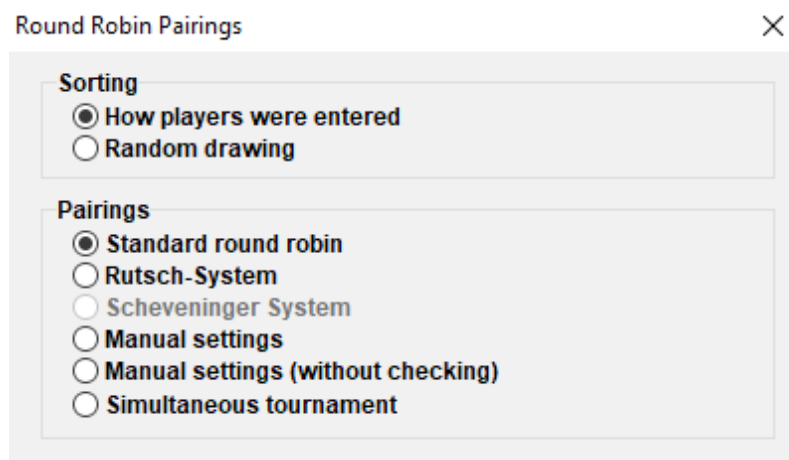 Round Robin Pairings
Sorting
How players were entered
Random drawing
Pairings
Standard round robin
Rutsch-System
Scheveninger System
Manual settings
Manual settings (without checking)
Simultaneous tournament